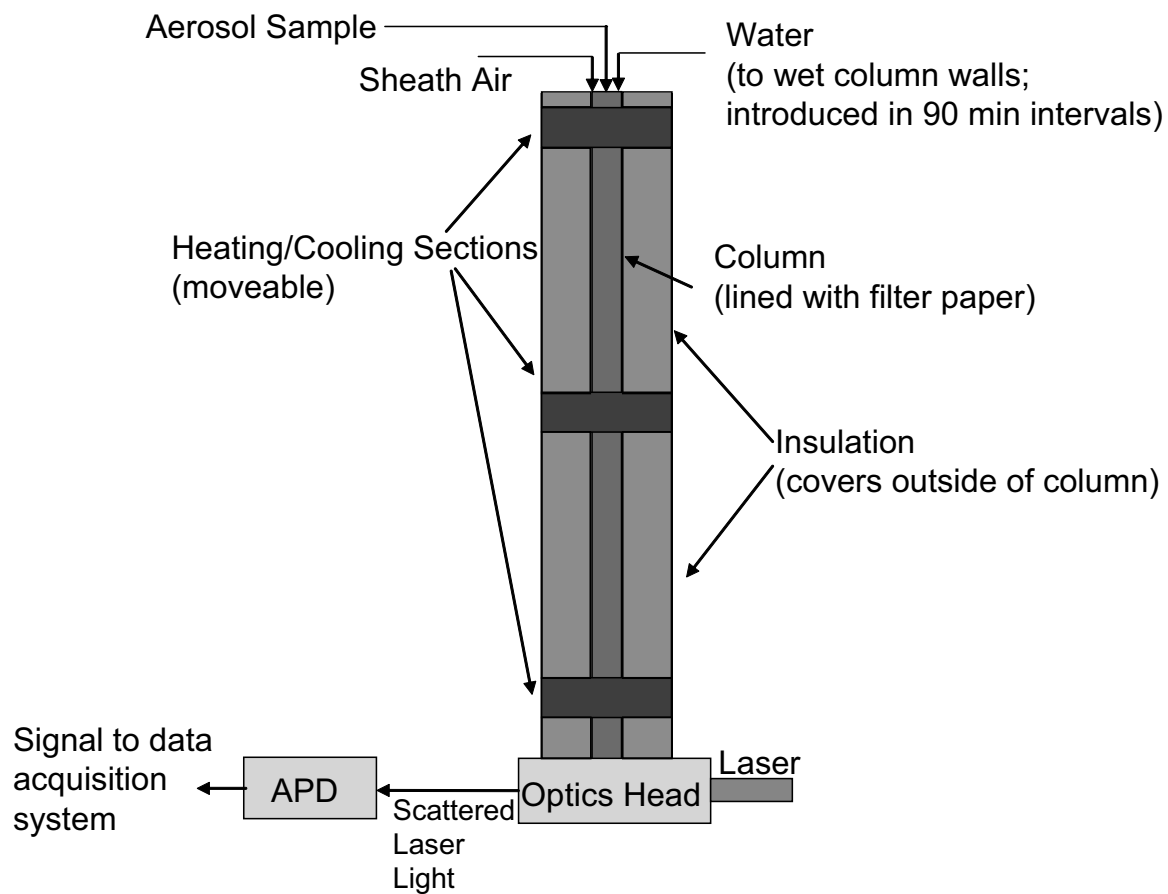 Aerosol Sample
Sheath Air
Water
(to wet column walls;
introduced in 90 min intervals)
Heating/Cooling Sections
(moveable)
Column
(lined with filter paper)
Insulation
(covers outside of column)
Signal to data
acquisition
system
APD
Scattered
Laser
Light
Optics Head
Laser